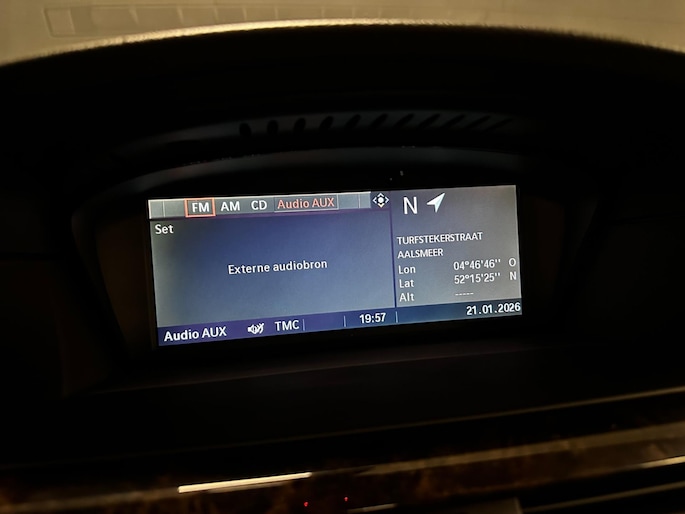 FM AM CD Audio AUX
Set
Externe audiobron
N
TURFSTEKERSTRAAT
AALSMEER
Lon 04°46'46'' O
Lat 52°15'25'' N
Alt -----
Audio AUX TMC 19:57 21.01.2026